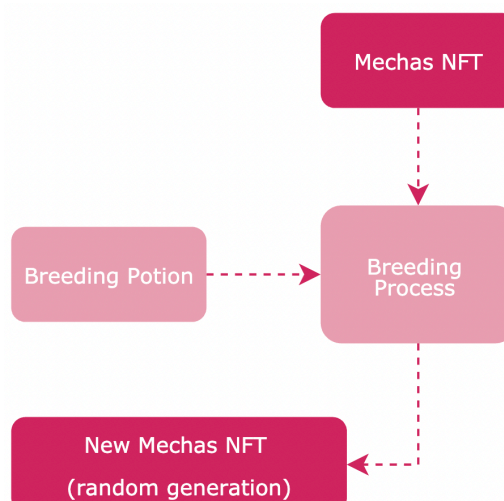 Mechas NFT
Breeding Potion
Breeding
Process
New Mechas NFT
(random generation)